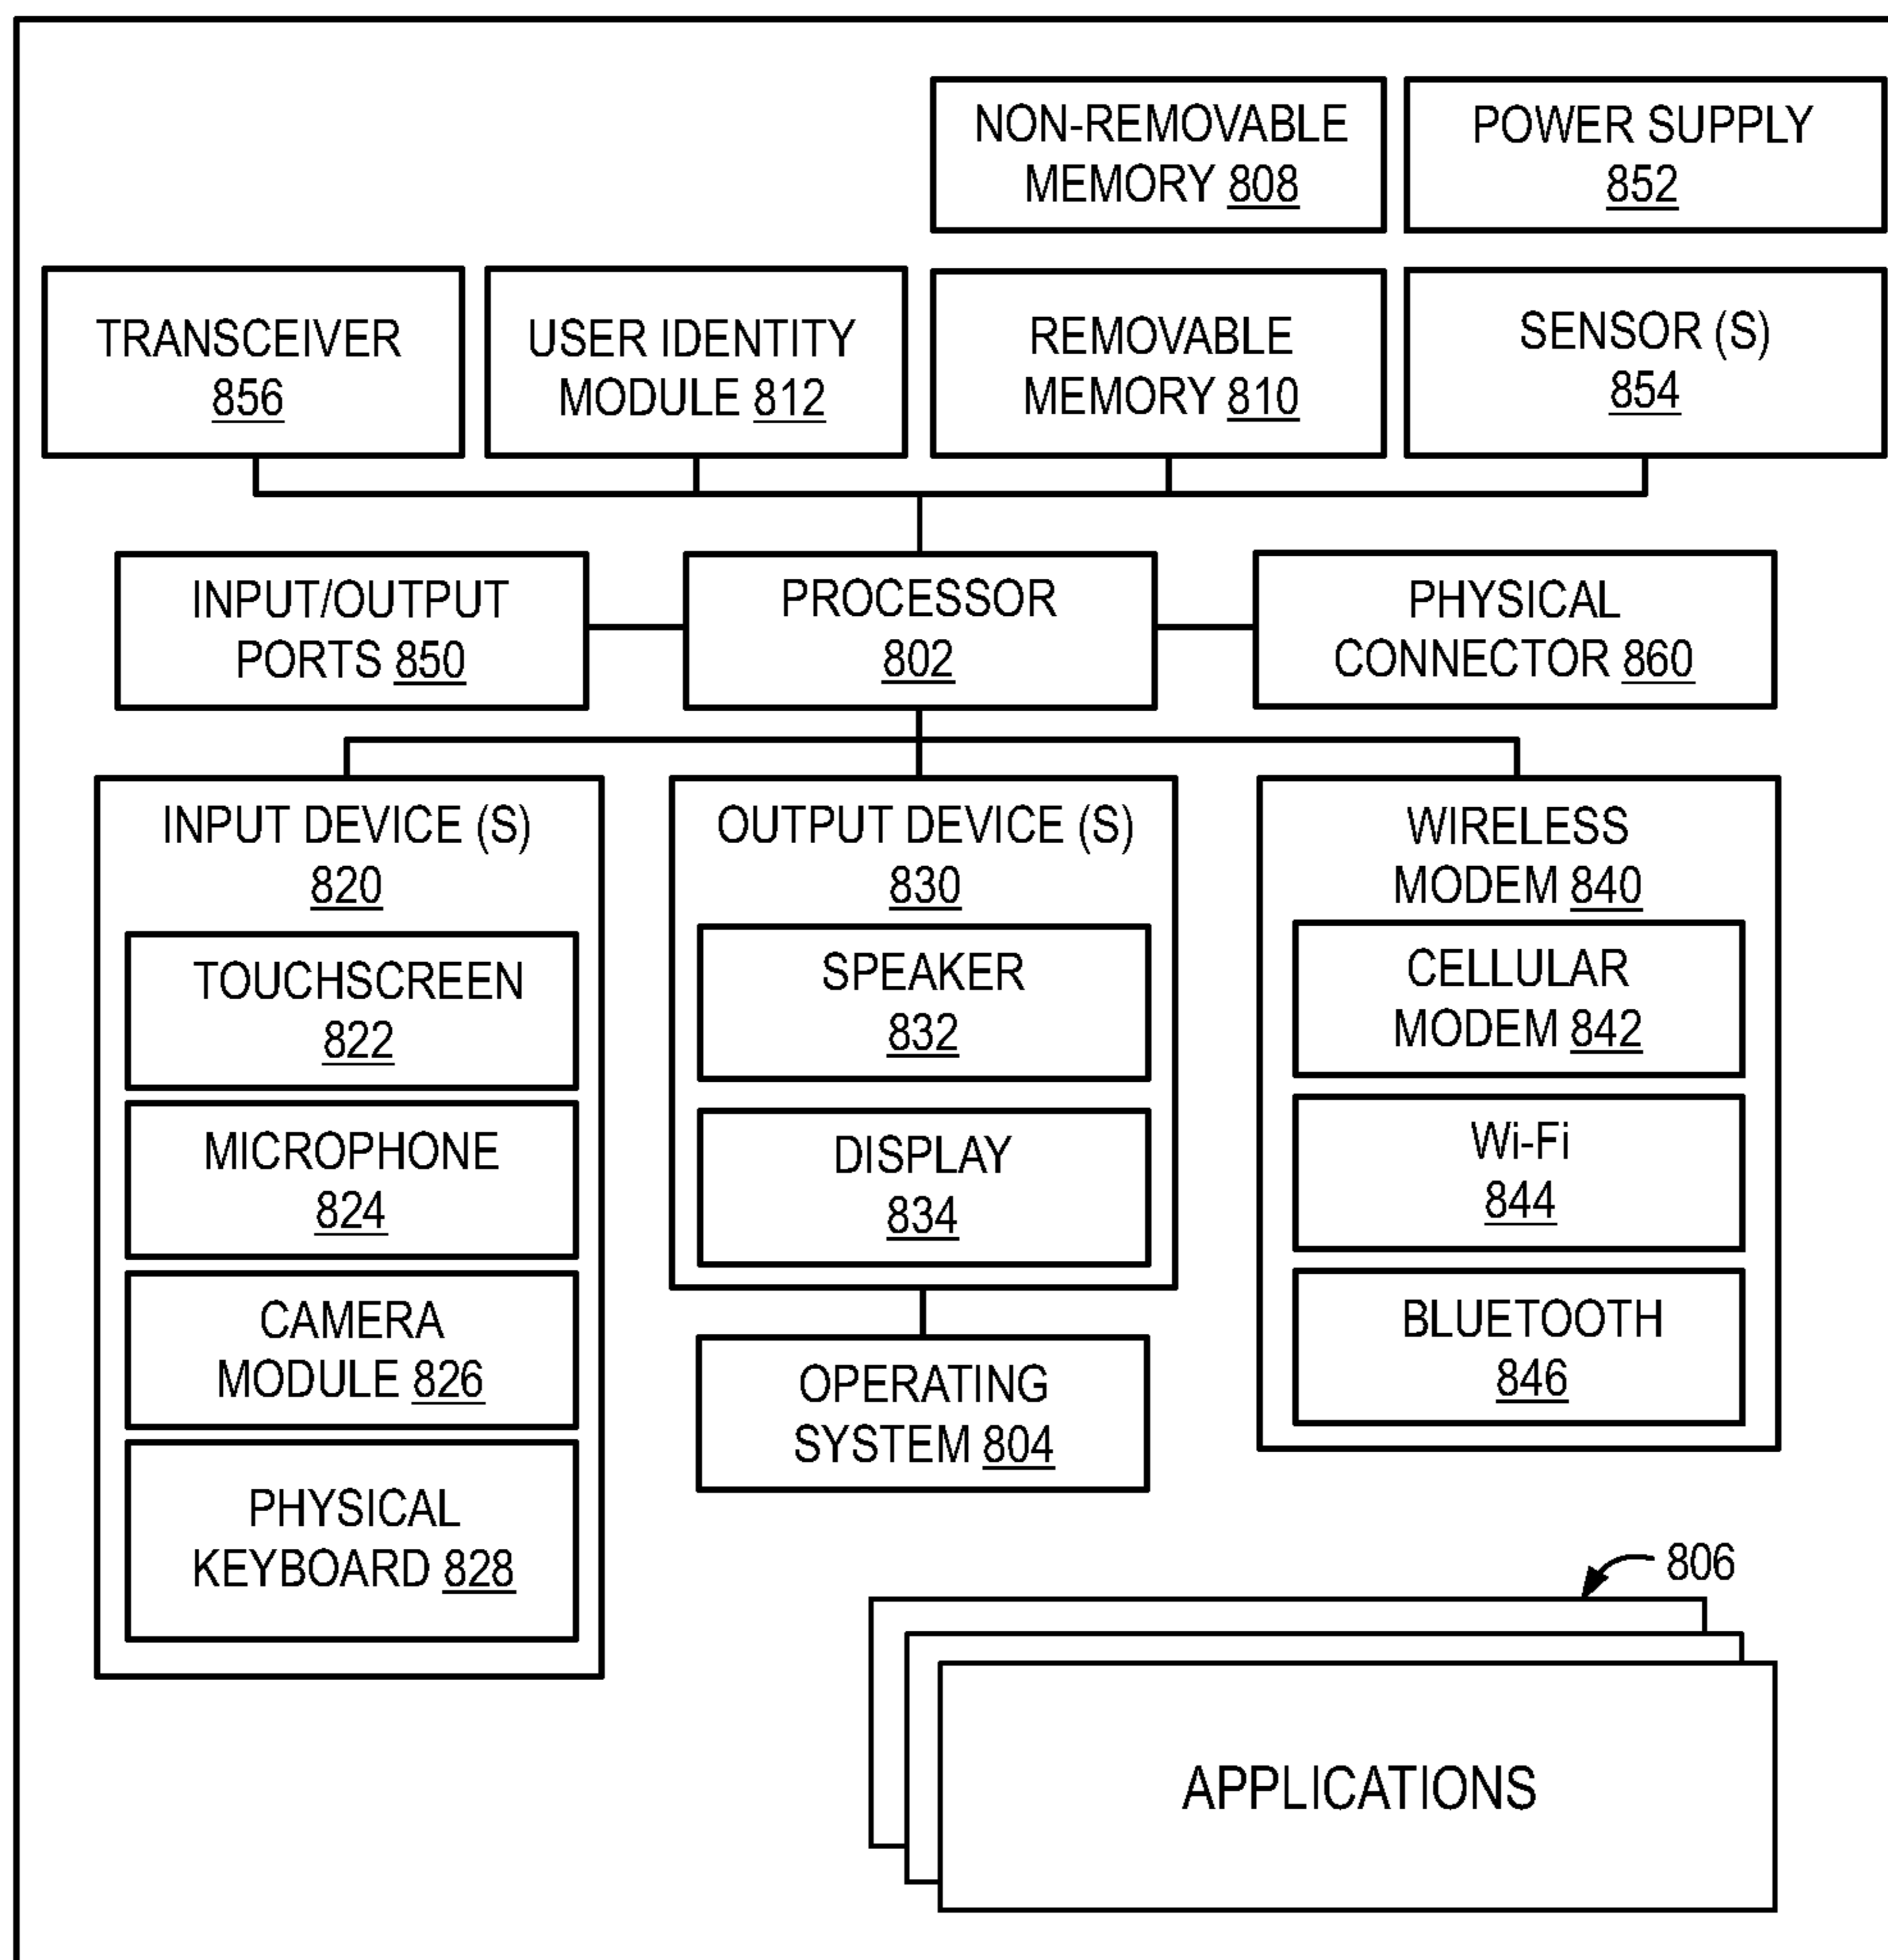 NON-REMOVABLE
MEMORY 808
POWER SUPPLY
852
TRANSCEIVER
856
USER IDENTITY
MODULE 812
REMOVABLE
MEMORY 810
SENSOR (S)
854
INPUT/OUTPUT
PORTS 850
PROCESSOR
802
PHYSICAL
CONNECTOR 860
INPUT DEVICE (S)
820
TOUCHSCREEN
822
MICROPHONE
824
CAMERA
MODULE 826
PHYSICAL
KEYBOARD 828
OUTPUT DEVICE (S)
830
SPEAKER
832
DISPLAY
834
OPERATING
SYSTEM 804
WIRELESS
MODEM 840
CELLULAR
MODEM 842
Wi-Fi
844
BLUETOOTH
846
806
APPLICATIONS